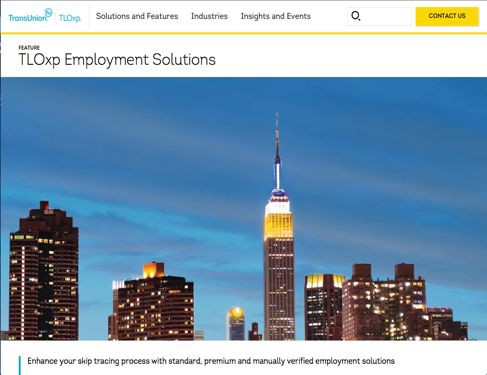 TransUnion TLOxp.
Solutions and Features
Industries
Insights and Events
CONTACT US
FEATURE
TLOxp Employment Solutions
Enhance your skip tracing process with standard, premium and manually verified employment solutions